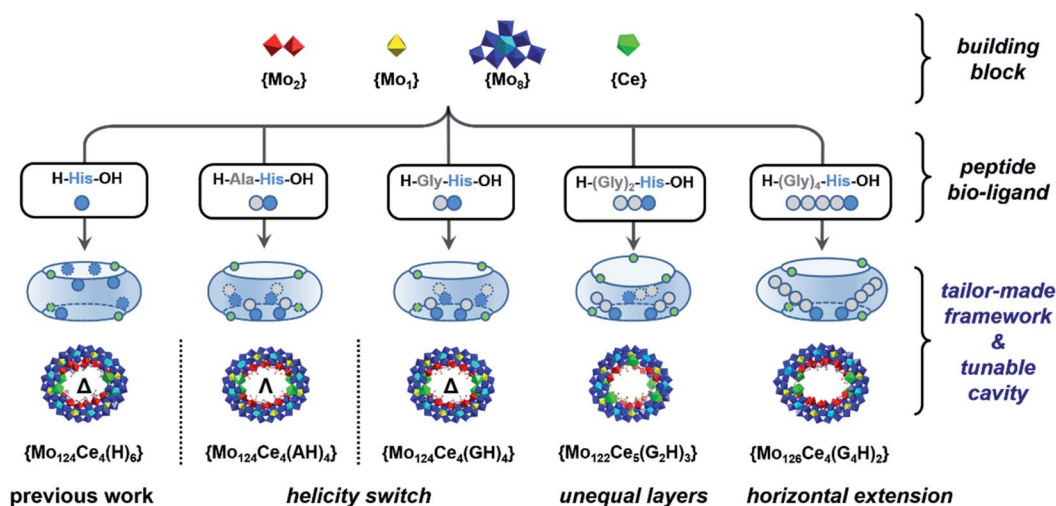 {Mo₂} {Mo₁} {Mo₈} {Ce}
building
block
H-His-OH H-Ala-His-OH H-Gly-His-OH H-(Gly)₂-His-OH H-(Gly)₄-His-OH
peptide
bio-ligand
tailor-made
framework
&
tunable
cavity
Δ Λ Δ
{Mo₁₂₄Ce₄(H)₆} {Mo₁₂₄Ce₄(AH)₄} {Mo₁₂₄Ce₄(GH)₄} {Mo₁₂₂Ce₅(G₂H)₃} {Mo₁₂₆Ce₄(G₄H)₂}
previous work helicity switch unequal layers horizontal extension